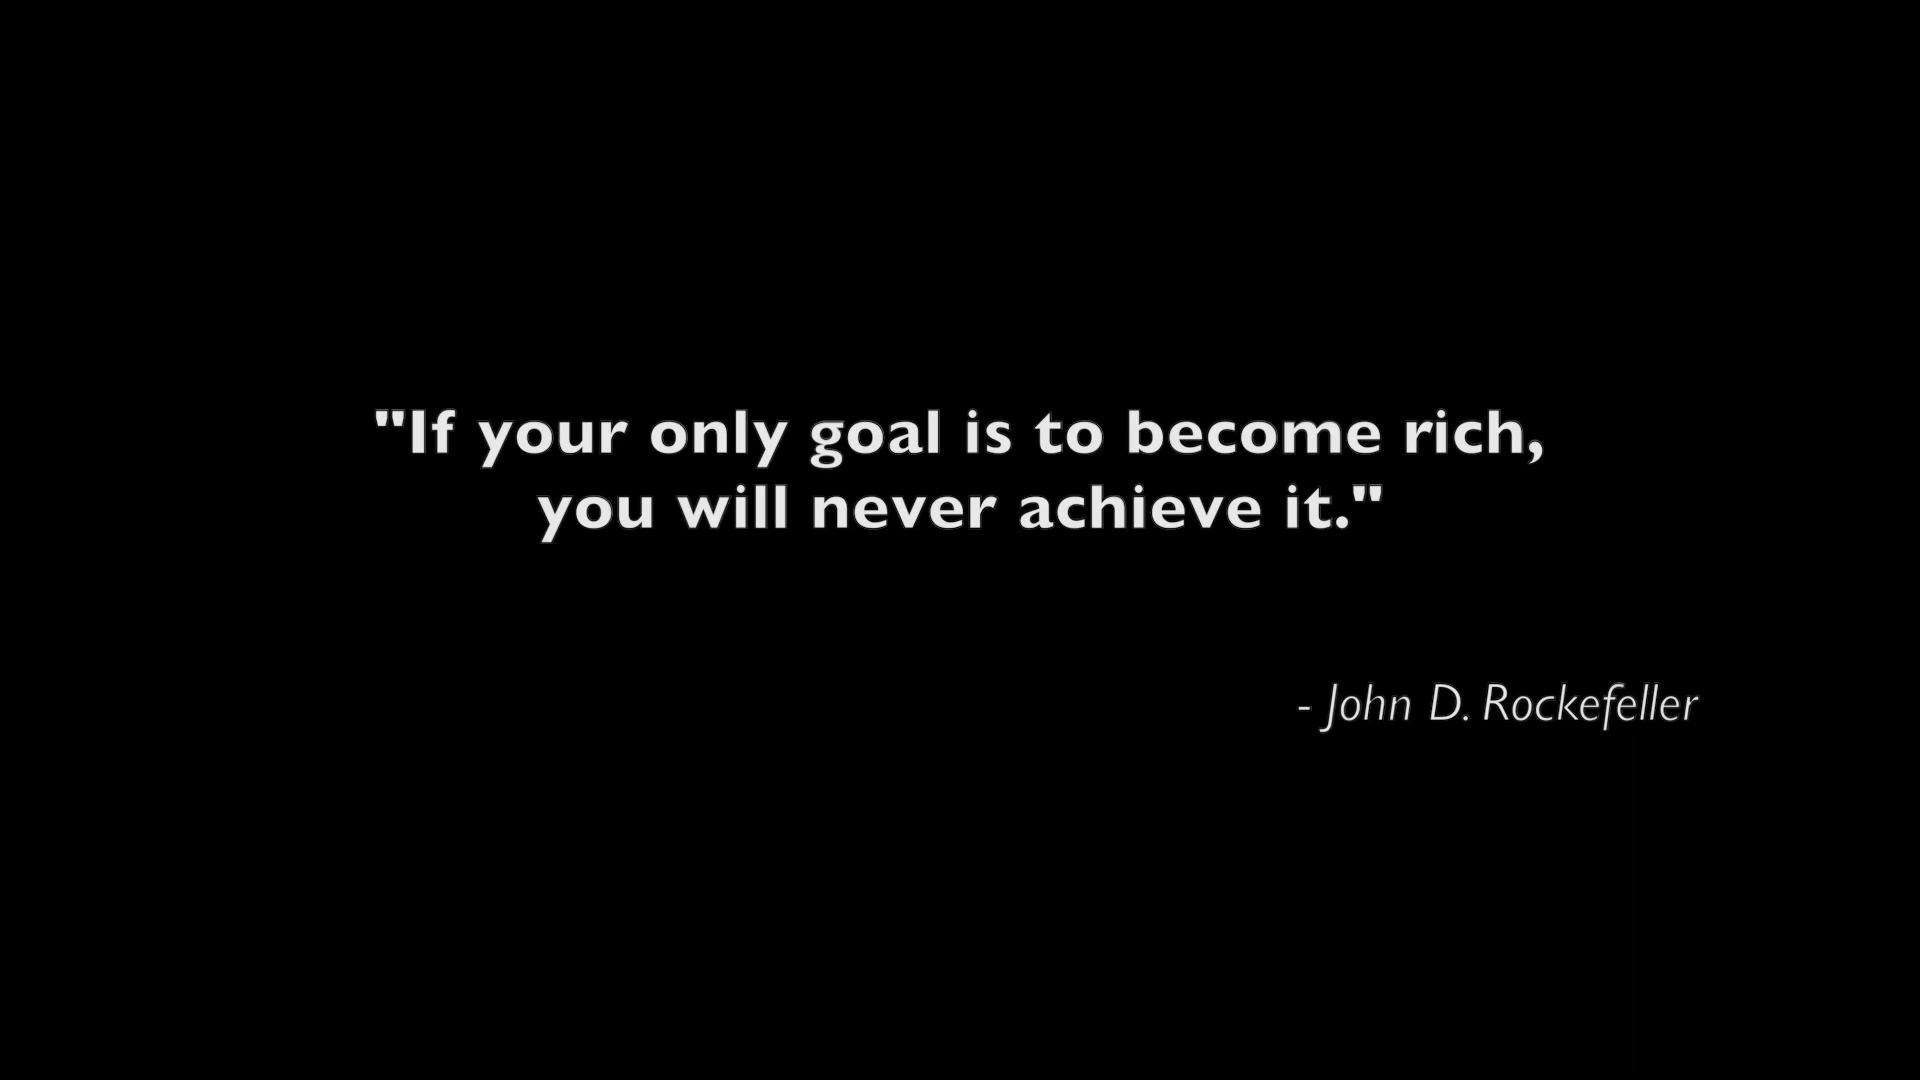 "If your only goal is to become rich,
you will never achieve it."
- John D. Rockefeller